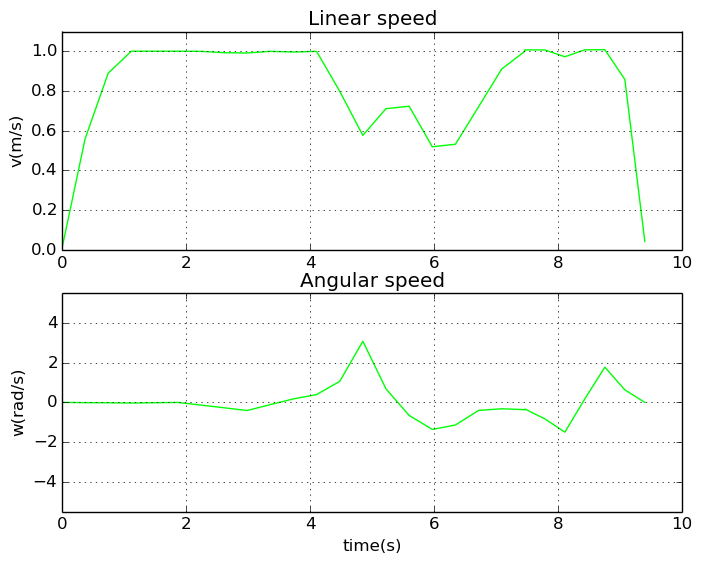 Linear speed
v(m/s)
1.0
0.8
0.6
0.4
0.2
0.0
0 2 4 6 8 10
Angular speed
w(rad/s)
4
2
0
−2
−4
0 2 4 6 8 10
time(s)